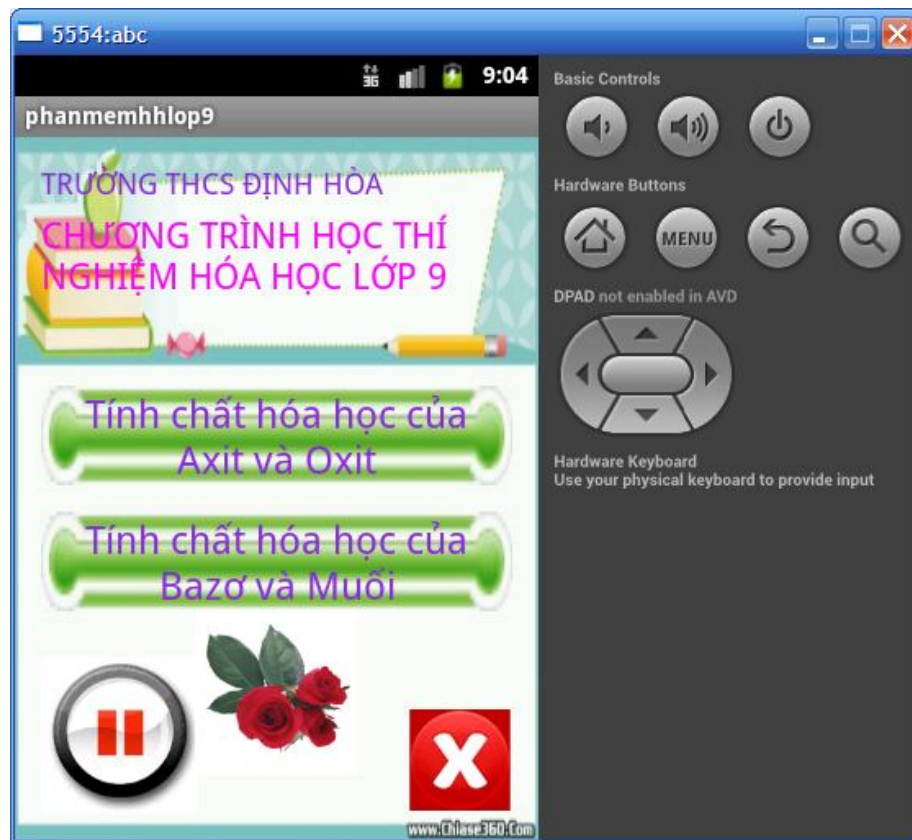 5554:abc
3G
9:04
phanmemhhlop9
TRƯỜNG THCS ĐỊNH HÒA
CHƯƠNG TRÌNH HỌC THÍ
NGHIỆM HÓA HỌC LỚP 9
Tính chất hóa học của
Axit và Oxit
Tính chất hóa học của
Bazơ và Muối
www.Chiase360.Com
Basic Controls
Hardware Buttons
MENU
DPAD not enabled in AVD
Hardware Keyboard
Use your physical keyboard to provide input